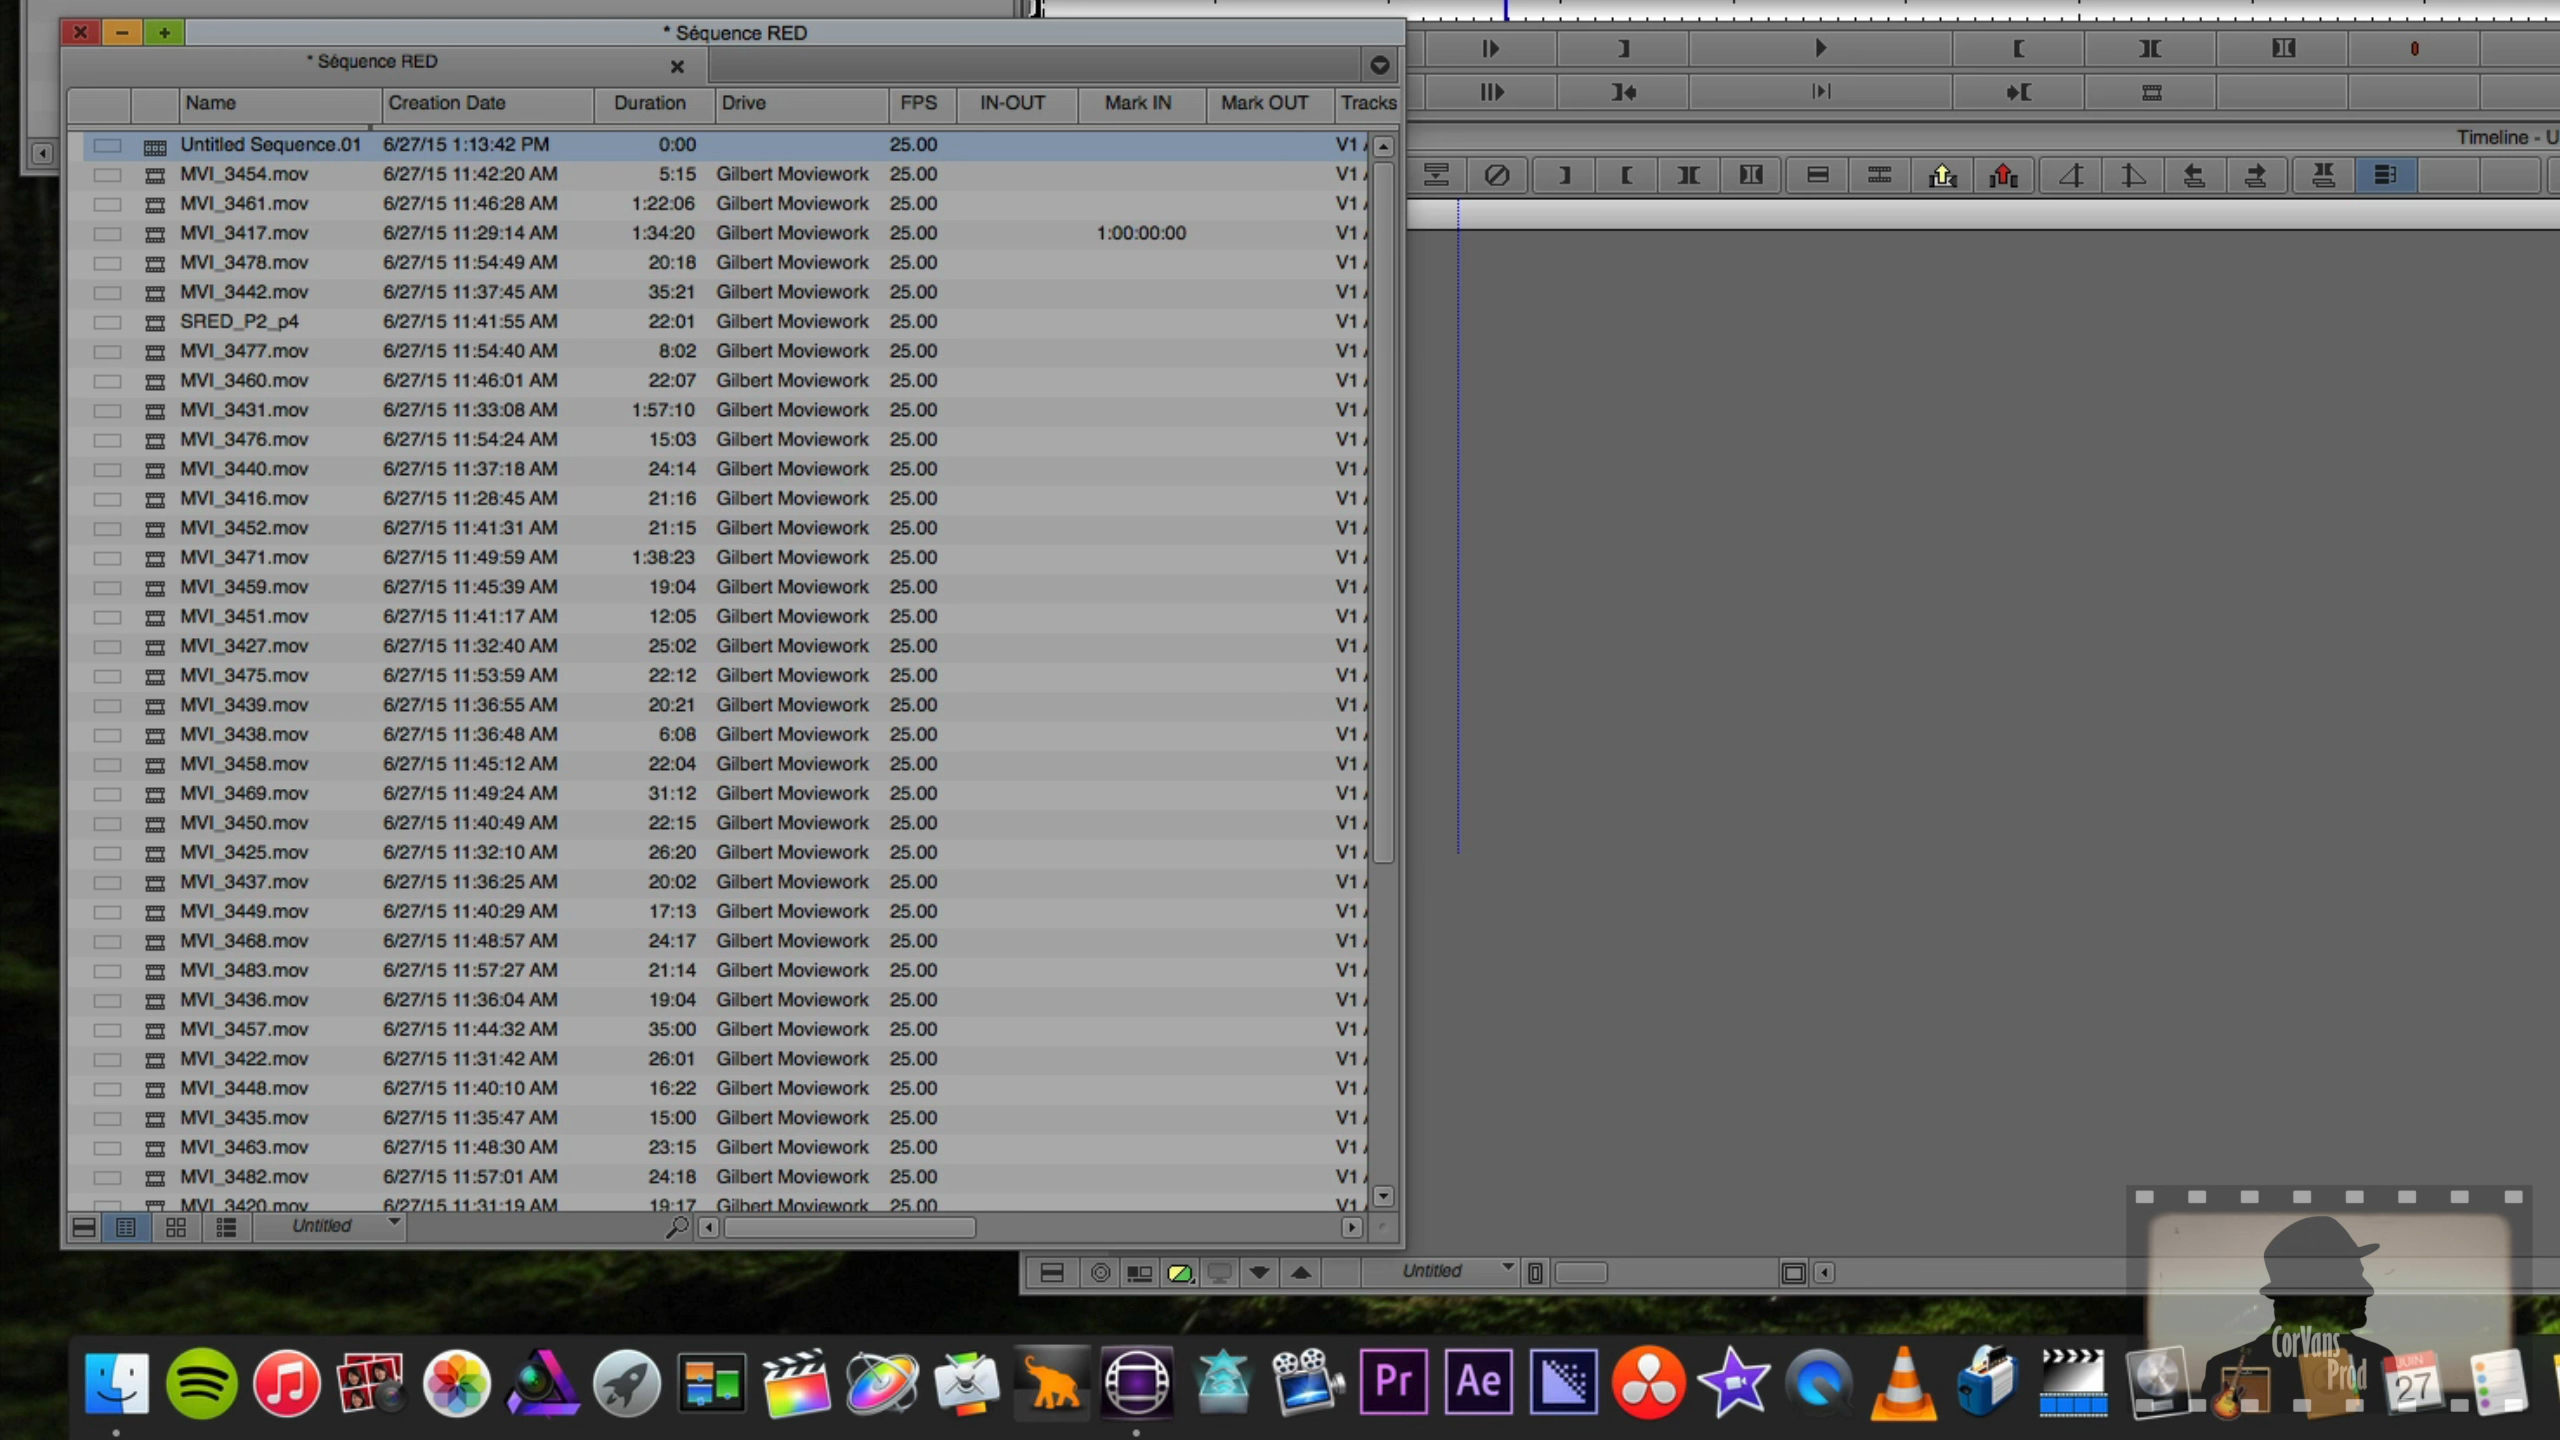 * Séquence RED
* Séquence RED
Name Creation Date Duration Drive FPS IN-OUT Mark IN Mark OUT Tracks
Timeline - U
Untitled Sequence.01 6/27/15 1:13:42 PM 0:00 25.00 V1
MVI_3454.mov 6/27/15 11:42:20 AM 5:15 Gilbert Moviework 25.00 V1
MVI_3461.mov 6/27/15 11:46:28 AM 1:22:06 Gilbert Moviework 25.00 V1
MVI_3417.mov 6/27/15 11:29:14 AM 1:34:20 Gilbert Moviework 25.00 1:00:00:00 V1
MVI_3478.mov 6/27/15 11:54:49 AM 20:18 Gilbert Moviework 25.00 V1
MVI_3442.mov 6/27/15 11:37:45 AM 35:21 Gilbert Moviework 25.00 V1
SRED_P2_p4 6/27/15 11:41:55 AM 22:01 Gilbert Moviework 25.00 V1
MVI_3477.mov 6/27/15 11:54:40 AM 8:02 Gilbert Moviework 25.00 V1
MVI_3460.mov 6/27/15 11:46:01 AM 22:07 Gilbert Moviework 25.00 V1
MVI_3431.mov 6/27/15 11:33:08 AM 1:57:10 Gilbert Moviework 25.00 V1
MVI_3476.mov 6/27/15 11:54:24 AM 15:03 Gilbert Moviework 25.00 V1
MVI_3440.mov 6/27/15 11:37:18 AM 24:14 Gilbert Moviework 25.00 V1
MVI_3416.mov 6/27/15 11:28:45 AM 21:16 Gilbert Moviework 25.00 V1
MVI_3452.mov 6/27/15 11:41:31 AM 21:15 Gilbert Moviework 25.00 V1
MVI_3471.mov 6/27/15 11:49:59 AM 1:38:23 Gilbert Moviework 25.00 V1
MVI_3459.mov 6/27/15 11:45:39 AM 19:04 Gilbert Moviework 25.00 V1
MVI_3451.mov 6/27/15 11:41:17 AM 12:05 Gilbert Moviework 25.00 V1
MVI_3427.mov 6/27/15 11:32:40 AM 25:02 Gilbert Moviework 25.00 V1
MVI_3475.mov 6/27/15 11:53:59 AM 22:12 Gilbert Moviework 25.00 V1
MVI_3439.mov 6/27/15 11:36:55 AM 20:21 Gilbert Moviework 25.00 V1
MVI_3438.mov 6/27/15 11:36:48 AM 6:08 Gilbert Moviework 25.00 V1
MVI_3458.mov 6/27/15 11:45:12 AM 22:04 Gilbert Moviework 25.00 V1
MVI_3469.mov 6/27/15 11:49:24 AM 31:12 Gilbert Moviework 25.00 V1
MVI_3450.mov 6/27/15 11:40:49 AM 22:15 Gilbert Moviework 25.00 V1
MVI_3425.mov 6/27/15 11:32:10 AM 26:20 Gilbert Moviework 25.00 V1
MVI_3437.mov 6/27/15 11:36:25 AM 20:02 Gilbert Moviework 25.00 V1
MVI_3449.mov 6/27/15 11:40:29 AM 17:13 Gilbert Moviework 25.00 V1
MVI_3468.mov 6/27/15 11:48:57 AM 24:17 Gilbert Moviework 25.00 V1
MVI_3483.mov 6/27/15 11:57:27 AM 21:14 Gilbert Moviework 25.00 V1
MVI_3436.mov 6/27/15 11:36:04 AM 19:04 Gilbert Moviework 25.00 V1
MVI_3457.mov 6/27/15 11:44:32 AM 35:00 Gilbert Moviework 25.00 V1
MVI_3422.mov 6/27/15 11:31:42 AM 26:01 Gilbert Moviework 25.00 V1
MVI_3448.mov 6/27/15 11:40:10 AM 16:22 Gilbert Moviework 25.00 V1
MVI_3435.mov 6/27/15 11:35:47 AM 15:00 Gilbert Moviework 25.00 V1
MVI_3463.mov 6/27/15 11:48:30 AM 23:15 Gilbert Moviework 25.00 V1
MVI_3482.mov 6/27/15 11:57:01 AM 24:18 Gilbert Moviework 25.00 V1
MVI_3420.mov 6/27/15 11:31:19 AM 19:17 Gilbert Moviework 25.00 V1
Untitled
Untitled
CorVans
Prod
Pr Ae
JUIN
27